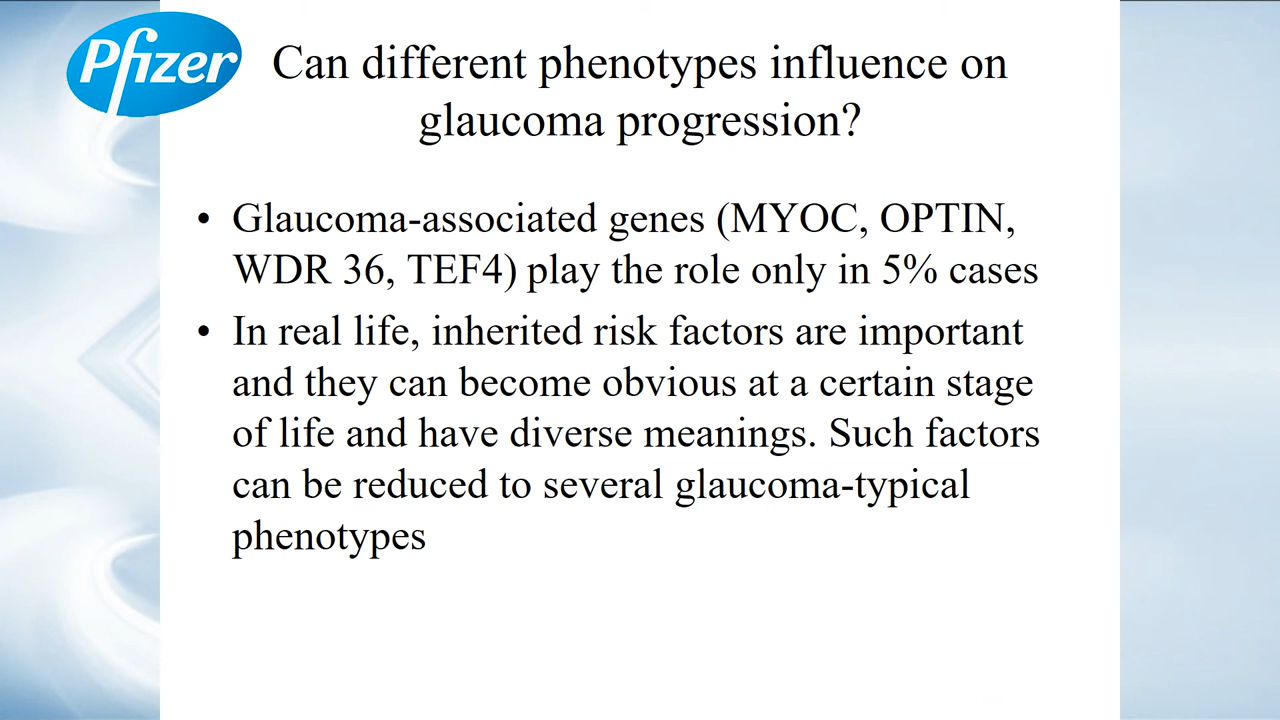 Pfizer
Can different phenotypes influence on
glaucoma progression?
• Glaucoma-associated genes (MYOC, OPTIN,
WDR 36, TEF4) play the role only in 5% cases
• In real life, inherited risk factors are important
and they can become obvious at a certain stage
of life and have diverse meanings. Such factors
can be reduced to several glaucoma-typical
phenotypes